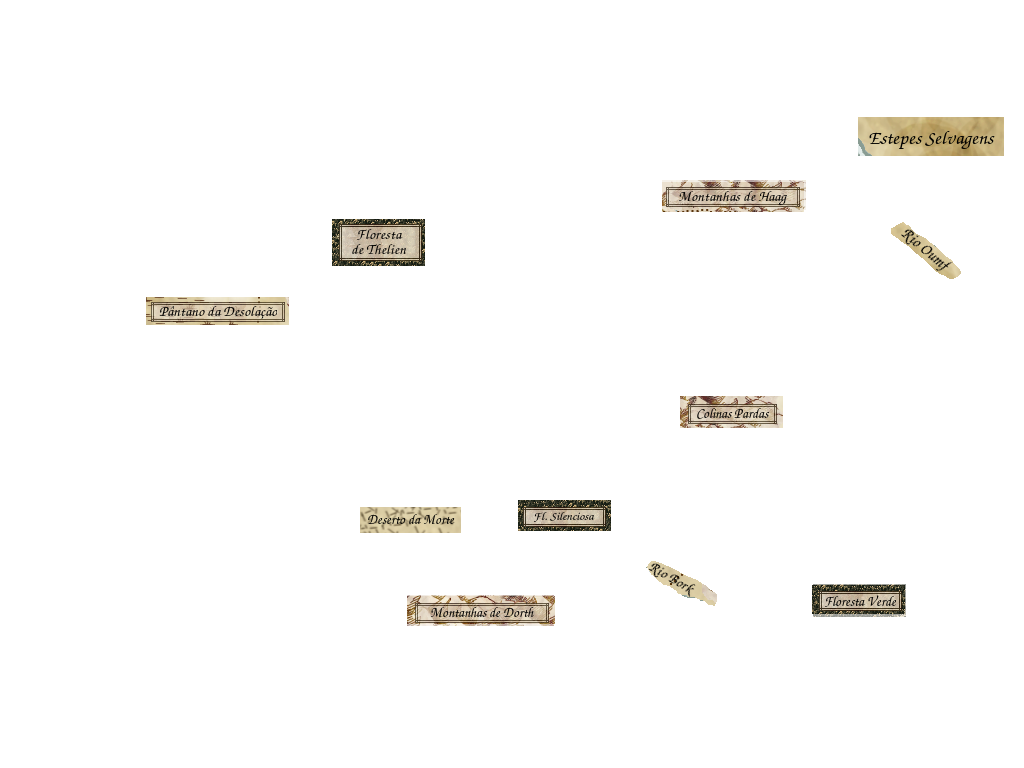 Estepes Selvagens
Montanhas de Haag
Floresta
de Thelien
Rio Oumf
Pântano da Desolação
Colinas Pardas
Deserto da Morte
Fl. Silenciosa
Rio Bork
Floresta Verde
Montanhas de Dorth